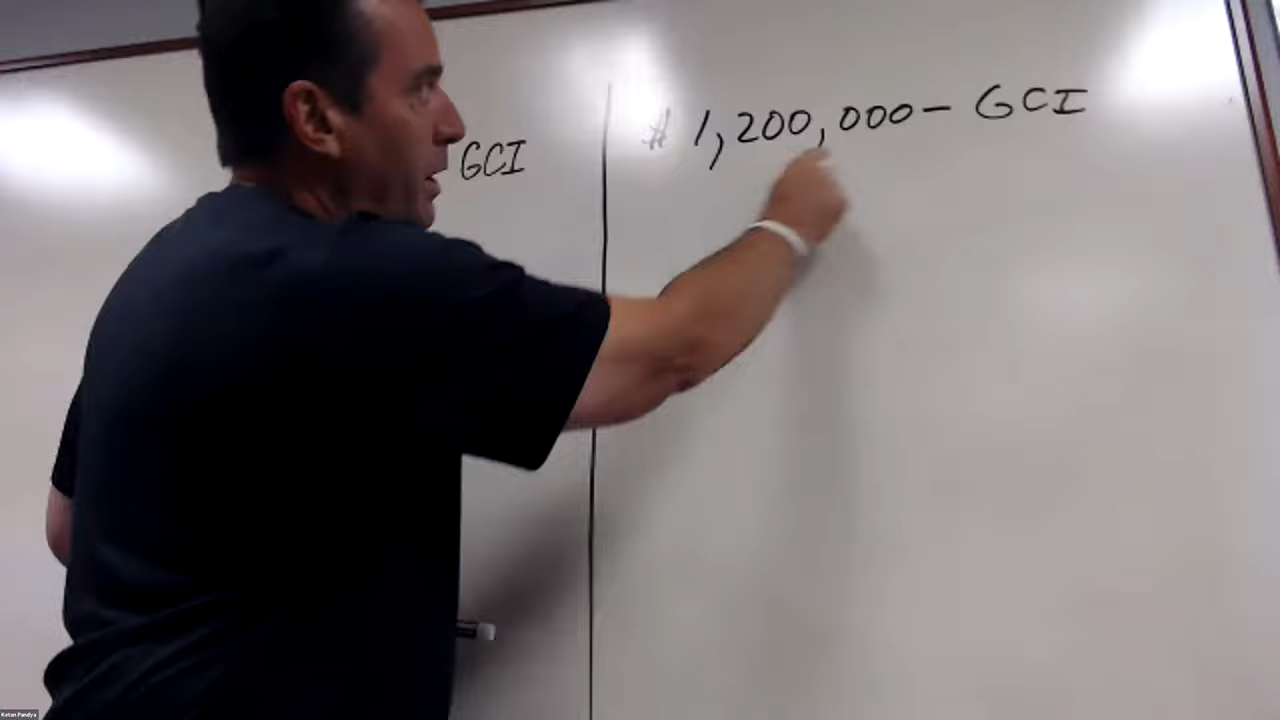 GCI
# 1,200,000 - GCI
Ketan Pandya